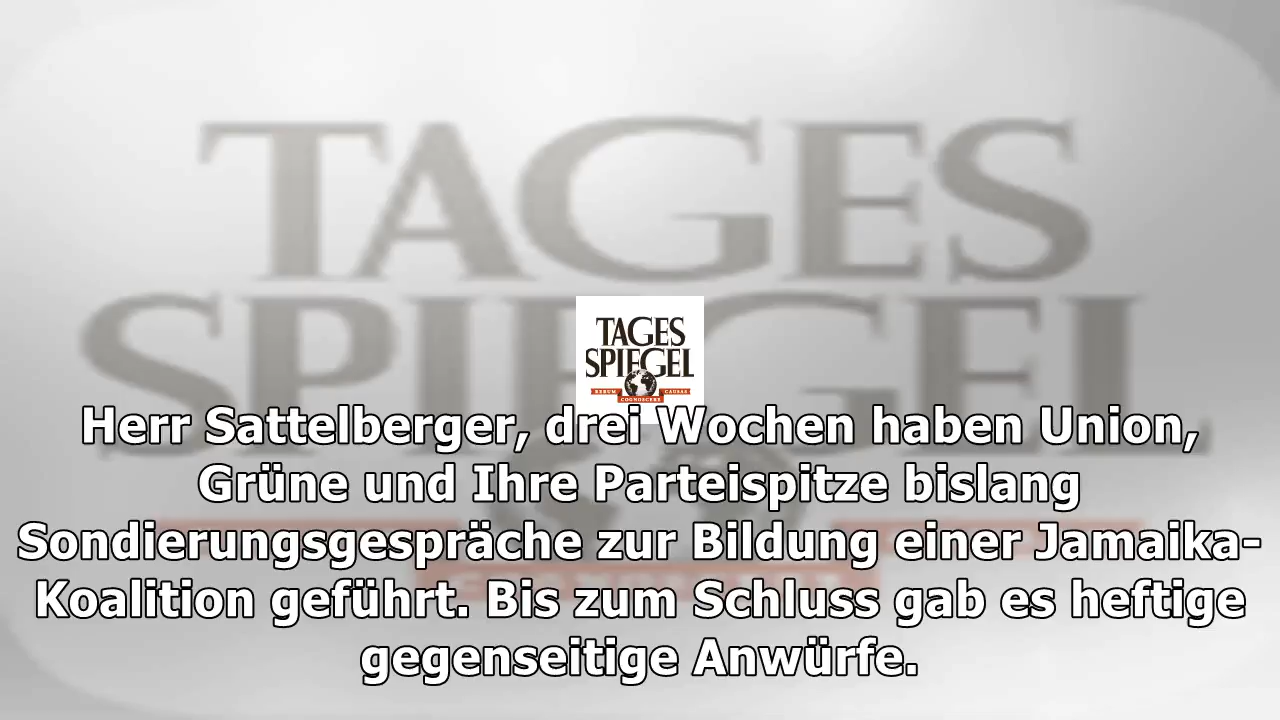 TAGES
SPIEGEL
TAGES
SPIEGEL
RERUM CAUSAS
COGNOSCERE
Herr Sattelberger, drei Wochen haben Union,
Grüne und Ihre Parteispitze bislang
Sondierungsgespräche zur Bildung einer Jamaika-
Koalition geführt. Bis zum Schluss gab es heftige
gegenseitige Anwürfe.